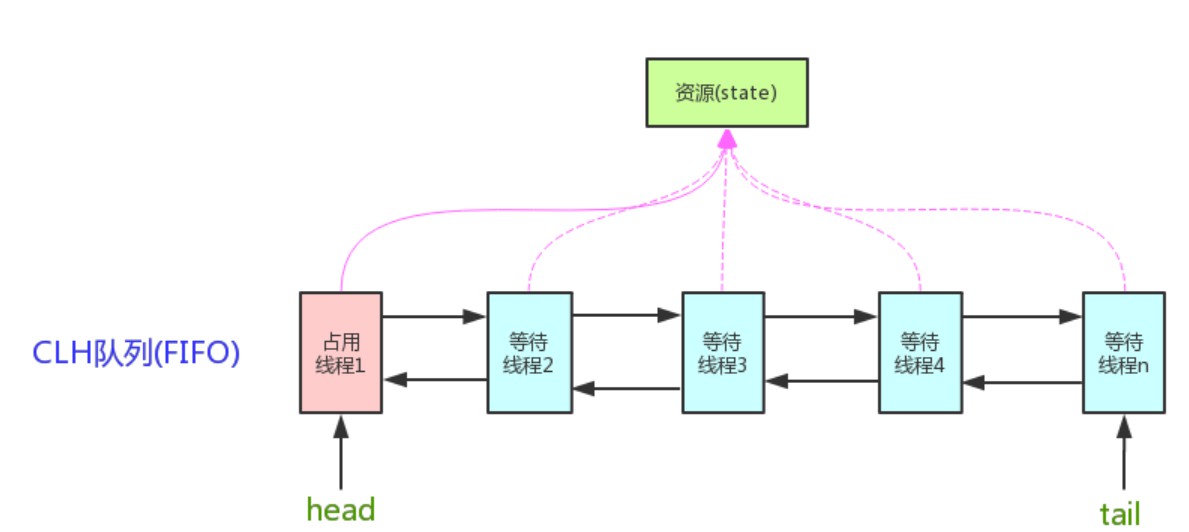 资源(state)
CLH队列(FIFO)
占用
线程1
等待
线程2
等待
线程3
等待
线程4
等待
线程n
head
tail